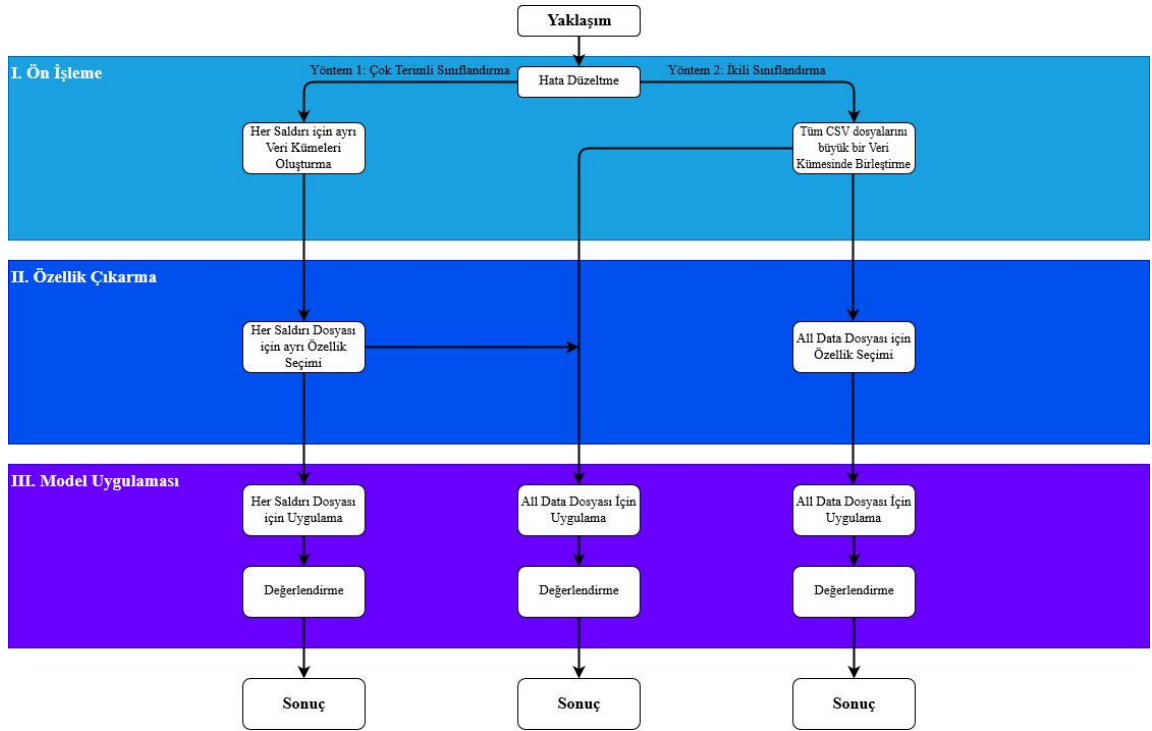 Yaklaşım
I. Ön İşleme
Yöntem 1: Çok Terimli Sınıflandırma
Hata Düzeltme
Yöntem 2: İkili Sınıflandırma
Her Saldırı için ayrı
Veri Kümeleri
Oluşturma
Tüm CSV dosyalarını
büyük bir Veri
Kümesinde Birleştirme
II. Özellik Çıkarma
Her Saldırı Dosyası
için ayrı Özellik
Seçimi
All Data Dosyası için
Özellik Seçimi
III. Model Uygulaması
Her Saldırı Dosyası
için Uygulama
All Data Dosyası İçin
Uygulama
All Data Dosyası İçin
Uygulama
Değerlendirme
Değerlendirme
Değerlendirme
Sonuç
Sonuç
Sonuç